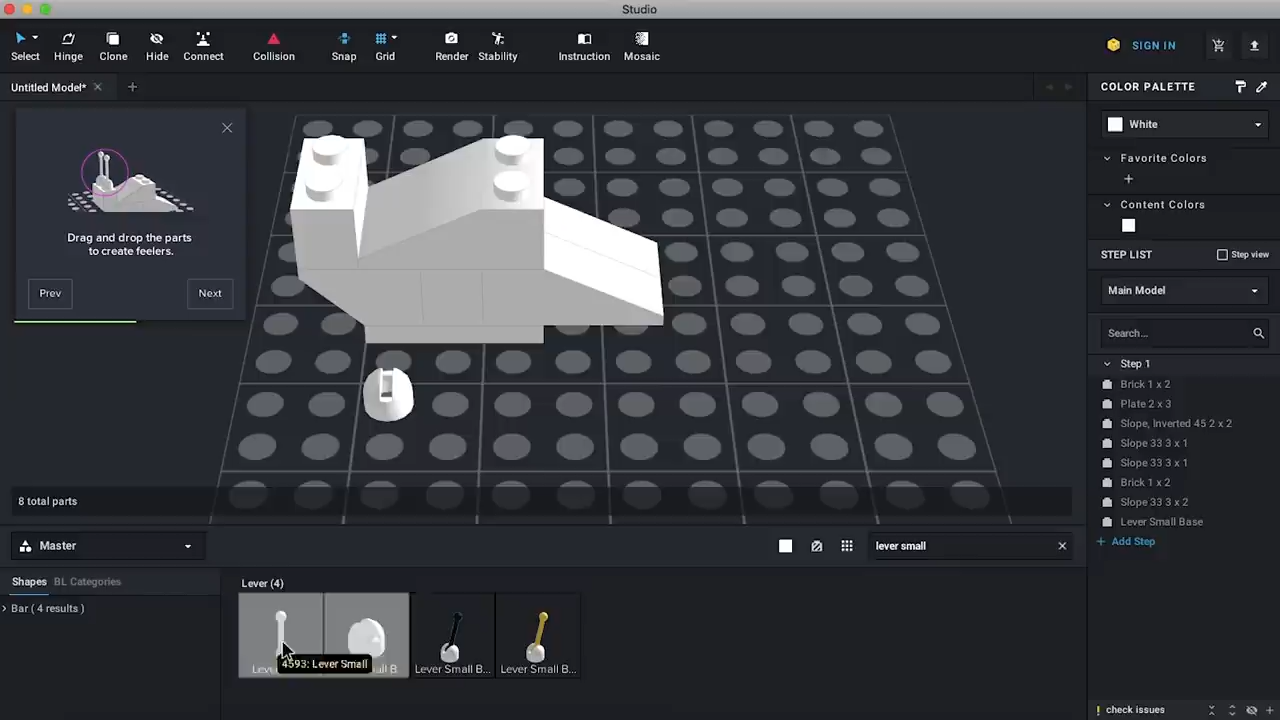 Studio
Select
Hinge
Clone
Hide
Connect
Collision
Snap
Grid
Render
Stability
Instruction
Mosaic
SIGN IN
Untitled Model*
Drag and drop the parts
to create feelers.
Prev
Next
8 total parts
Master
lever small
Shapes
BL Categories
Bar ( 4 results )
Lever (4)
4593: Lever Small
Lever Small B...
Lever Small B...
COLOR PALETTE
White
Favorite Colors
Content Colors
STEP LIST
Step view
Main Model
Search...
Step 1
Brick 1 x 2
Plate 2 x 3
Slope, Inverted 45 2 x 2
Slope 33 3 x 1
Slope 33 3 x 1
Brick 1 x 2
Slope 33 3 x 2
Lever Small Base
Add Step
check issues